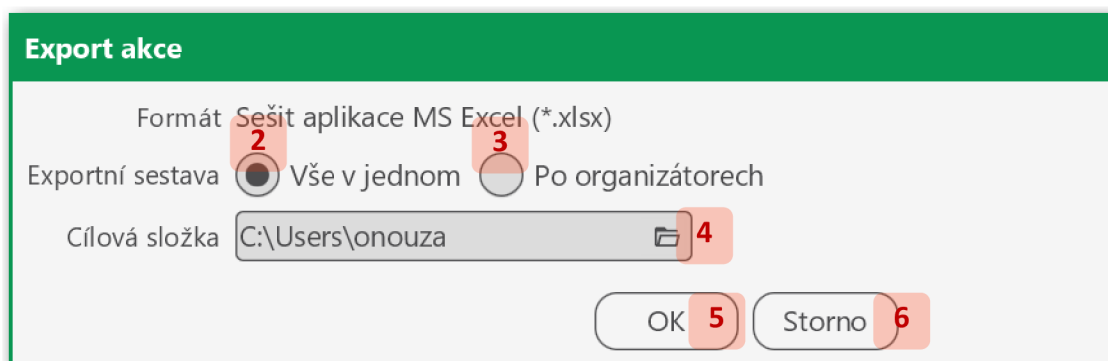 Export akce
Formát Sešit aplikace MS Excel (*.xlsx)
2 3
Exportní sestava Vše v jednom Po organizátorech
Cílová složka C:\Users\onouza 4
OK 5 Storno 6